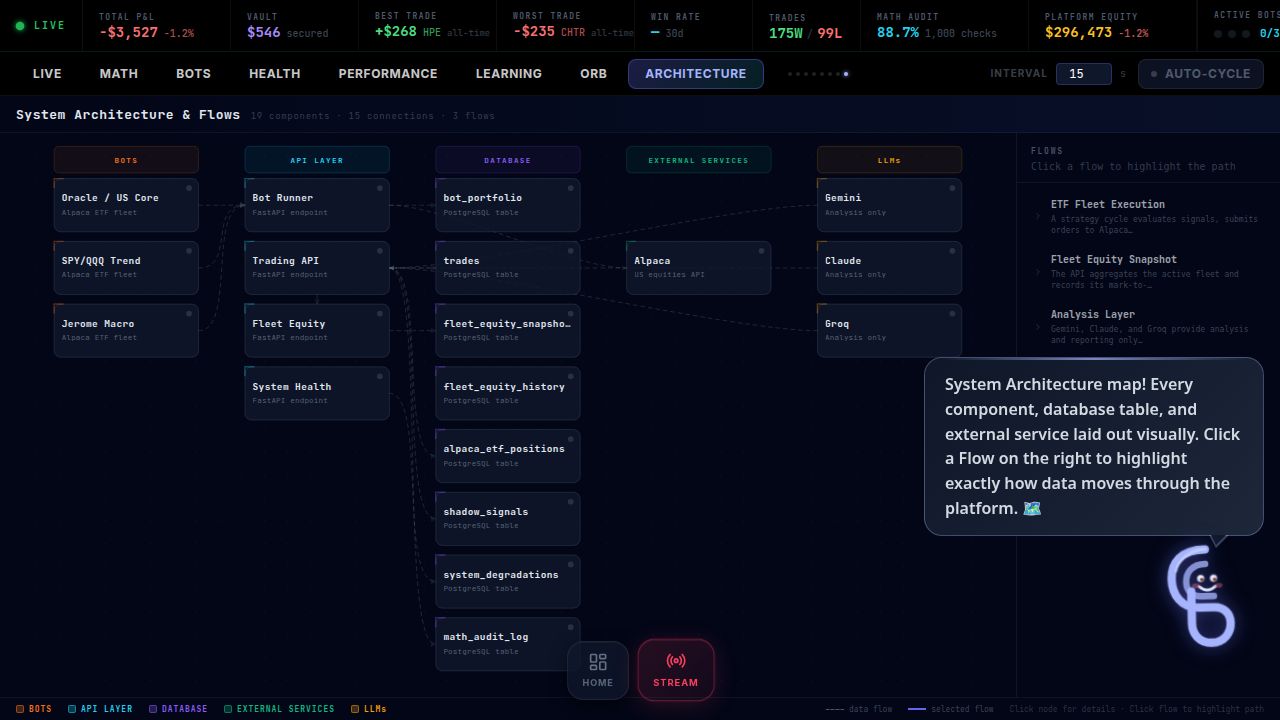 LIVE
TOTAL P&L
-$3,527 -1.2%
VAULT
$546 secured
BEST TRADE
+$268 HPE all-time
WORST TRADE
-$235 CHTR all-time
WIN RATE
— 30d
TRADES
175W / 99L
MATH AUDIT
88.7% 1,000 checks
PLATFORM EQUITY
$296,473 -1.2%
ACTIVE BOTS
0/3
LIVE MATH BOTS HEALTH PERFORMANCE LEARNING ORB ARCHITECTURE
INTERVAL 15 s AUTO-CYCLE
System Architecture & Flows 19 components · 15 connections · 3 flows
BOTS
API LAYER
DATABASE
EXTERNAL SERVICES
LLMs
Oracle / US Core
Alpaca ETF fleet
SPY/QQQ Trend
Alpaca ETF fleet
Jerome Macro
Alpaca ETF fleet
Bot Runner
FastAPI endpoint
Trading API
FastAPI endpoint
Fleet Equity
FastAPI endpoint
System Health
FastAPI endpoint
bot_portfolio
PostgreSQL table
trades
PostgreSQL table
fleet_equity_snapsho…
PostgreSQL table
fleet_equity_history
PostgreSQL table
alpaca_etf_positions
PostgreSQL table
shadow_signals
PostgreSQL table
system_degradations
PostgreSQL table
math_audit_log
PostgreSQL table
Alpaca
US equities API
Gemini
Analysis only
Claude
Analysis only
Groq
Analysis only
FLOWS
Click a flow to highlight the path
ETF Fleet Execution
A strategy cycle evaluates signals, submits
orders to Alpaca…
Fleet Equity Snapshot
The API aggregates the active fleet and
records its mark-to-…
Analysis Layer
Gemini, Claude, and Groq provide analysis
and reporting only…
System Architecture map! Every
component, database table, and
external service laid out visually. Click
a Flow on the right to highlight
exactly how data moves through the
platform. 🗺️
HOME
STREAM
BOTS API LAYER DATABASE EXTERNAL SERVICES LLMs
data flow selected flow Click node for details · Click flow to highlight path